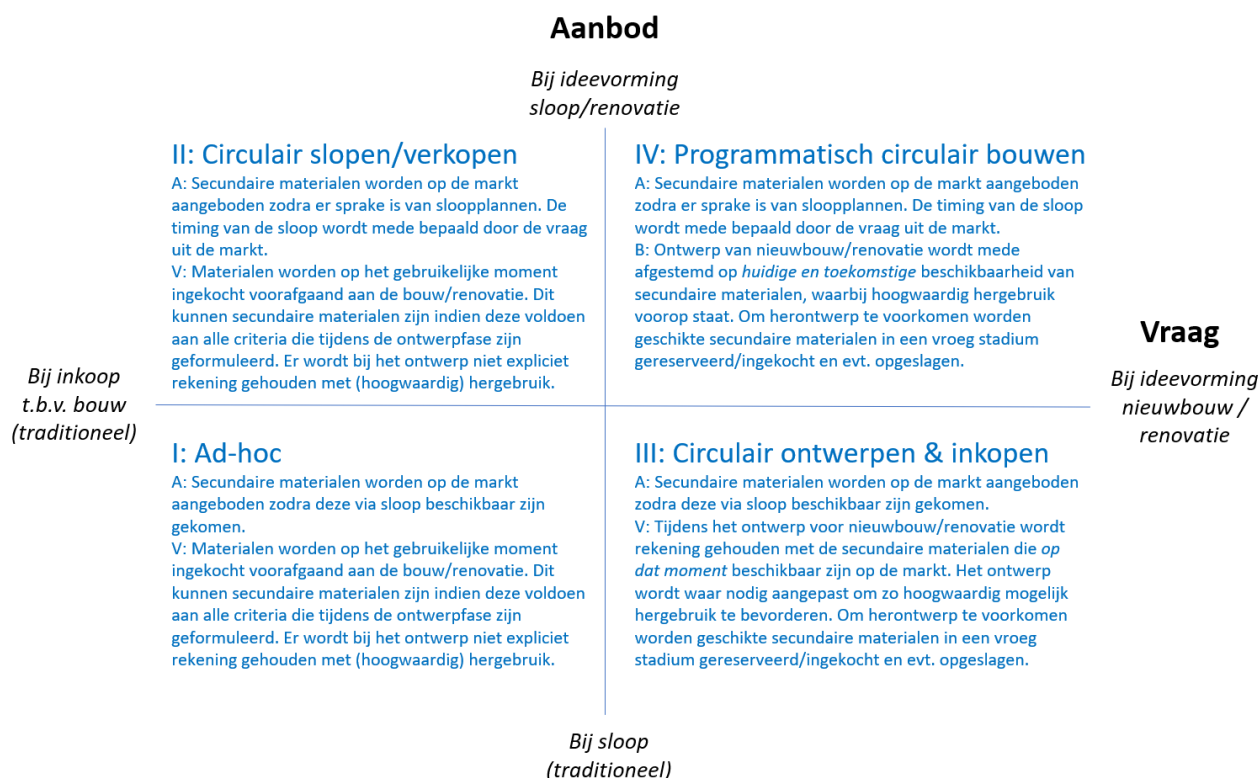 Aanbod
Bij ideevorming
sloop/renovatie
II: Circulair slopen/verkopen
A: Secundaire materialen worden op de markt
aangeboden zodra er sprake is van sloopplannen. De
timing van de sloop wordt mede bepaald door de vraag
uit de markt.
V: Materialen worden op het gebruikelijke moment
ingekocht voorafgaand aan de bouw/renovatie. Dit
kunnen secundaire materialen zijn indien deze voldoen
aan alle criteria die tijdens de ontwerpfase zijn
geformuleerd. Er wordt bij het ontwerp niet expliciet
rekening gehouden met (hoogwaardig) hergebruik.
IV: Programmatisch circulair bouwen
A: Secundaire materialen worden op de markt aangeboden
zodra er sprake is van sloopplannen. De timing van de sloop
wordt mede bepaald door de vraag uit de markt.
B: Ontwerp van nieuwbouw/renovatie wordt mede
afgestemd op huidige en toekomstige beschikbaarheid van
secundaire materialen, waarbij hoogwaardig hergebruik
voorop staat. Om herontwerp te voorkomen worden
geschikte secundaire materialen in een vroeg stadium
gereserveerd/ingekocht en evt. opgeslagen.
Bij inkoop
t.b.v. bouw
(traditioneel)
Vraag
Bij ideevorming
nieuwbouw /
renovatie
I: Ad-hoc
A: Secundaire materialen worden op de markt
aangeboden zodra deze via sloop beschikbaar zijn
gekomen.
V: Materialen worden op het gebruikelijke moment
ingekocht voorafgaand aan de bouw/renovatie. Dit
kunnen secundaire materialen zijn indien deze voldoen
aan alle criteria die tijdens de ontwerpfase zijn
geformuleerd. Er wordt bij het ontwerp niet expliciet
rekening gehouden met (hoogwaardig) hergebruik.
III: Circulair ontwerpen & inkopen
A: Secundaire materialen worden op de markt aangeboden
zodra deze via sloop beschikbaar zijn gekomen.
V: Tijdens het ontwerp voor nieuwbouw/renovatie wordt
rekening gehouden met de secundaire materialen die op
dat moment beschikbaar zijn op de markt. Het ontwerp
wordt waar nodig aangepast om zo hoogwaardig mogelijk
hergebruik te bevorderen. Om herontwerp te voorkomen
worden geschikte secundaire materialen in een vroeg
stadium gereserveerd/ingekocht en evt. opgeslagen.
Bij sloop
(traditioneel)